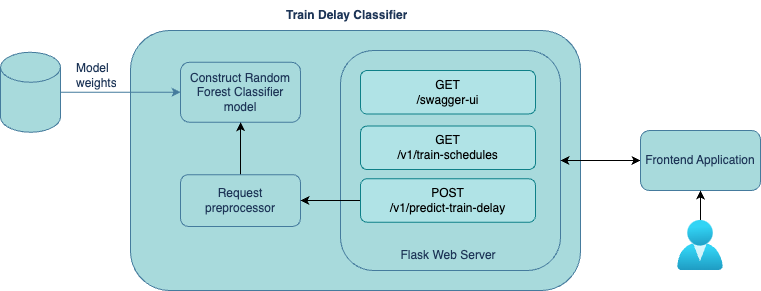 Train Delay Classifier
Model
weights
Construct Random
Forest Classifier
model
Request
preprocessor
GET
/swagger-ui
GET
/v1/train-schedules
POST
/v1/predict-train-delay
Flask Web Server
Frontend Application